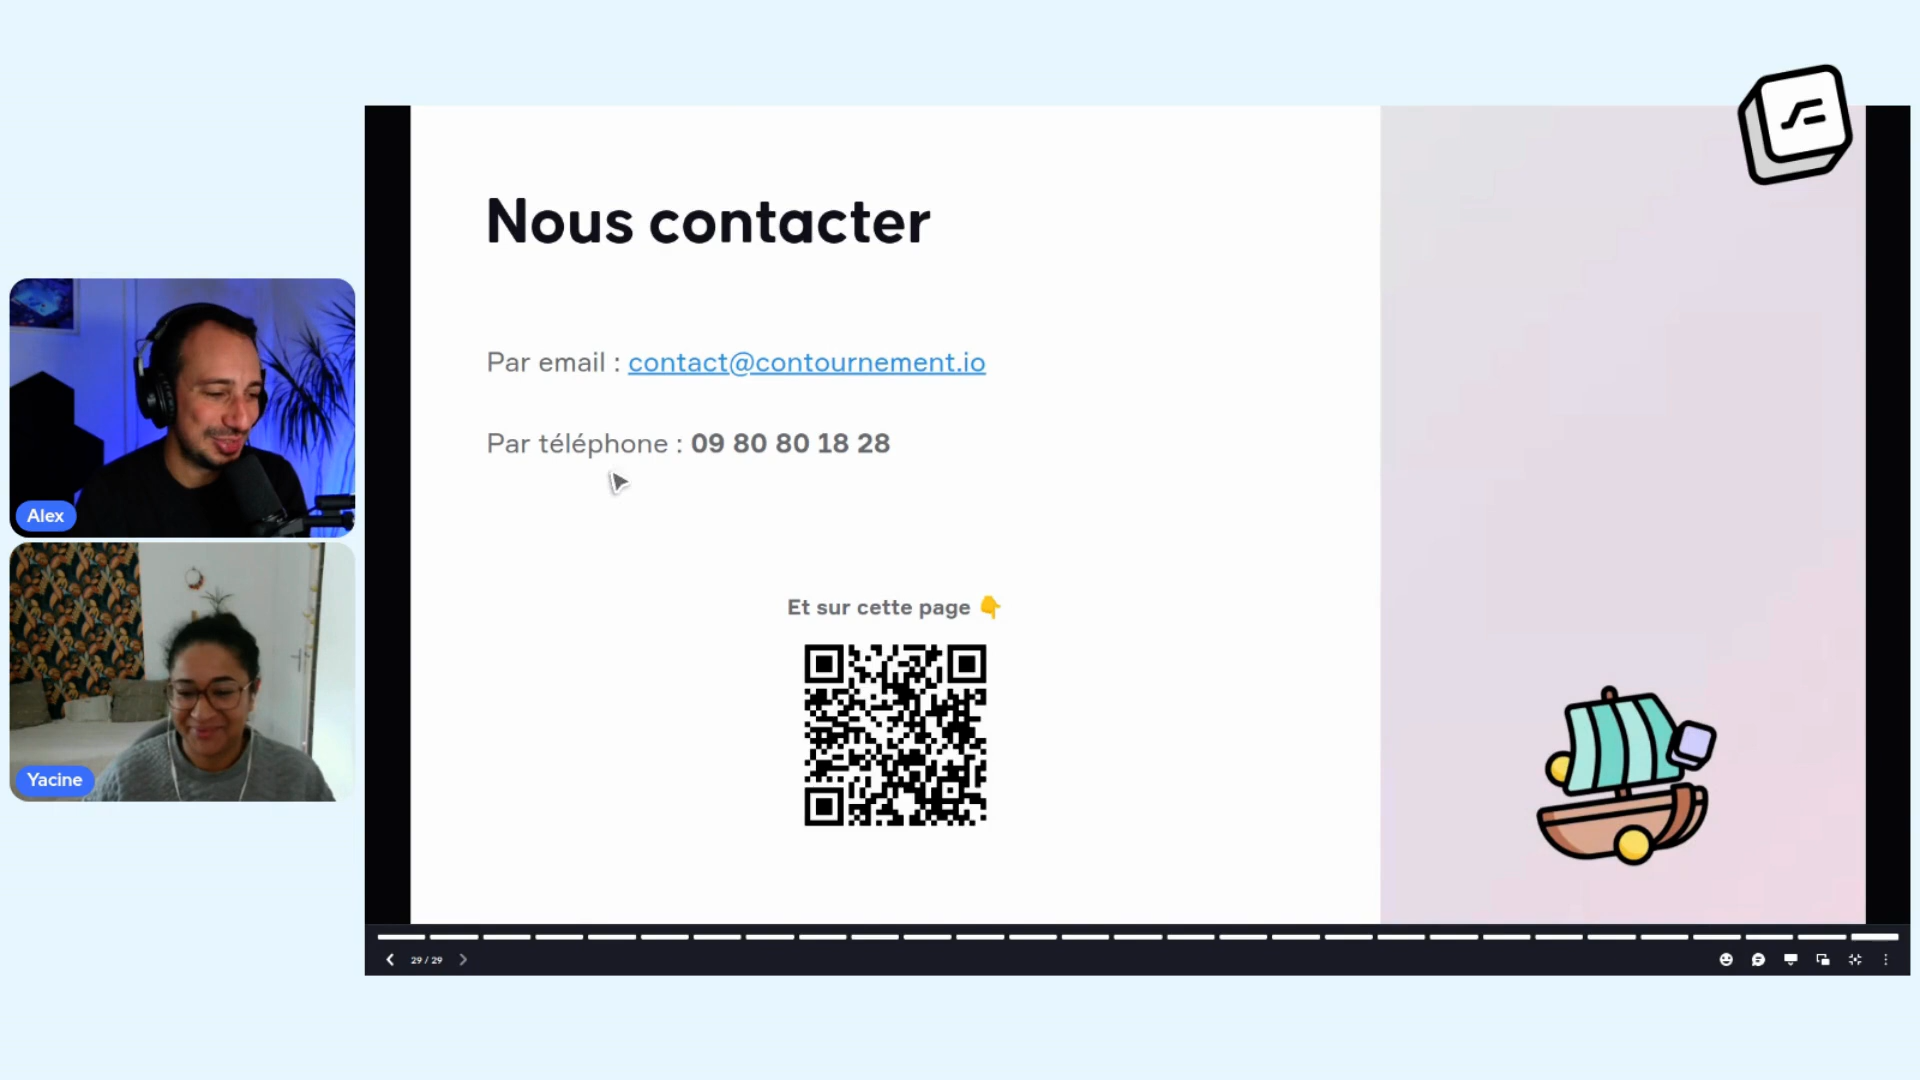 Nous contacter
Par email : contact@contournement.io
Par téléphone : 09 80 80 18 28
Et sur cette page 👇
Alex
Yacine
29 / 29